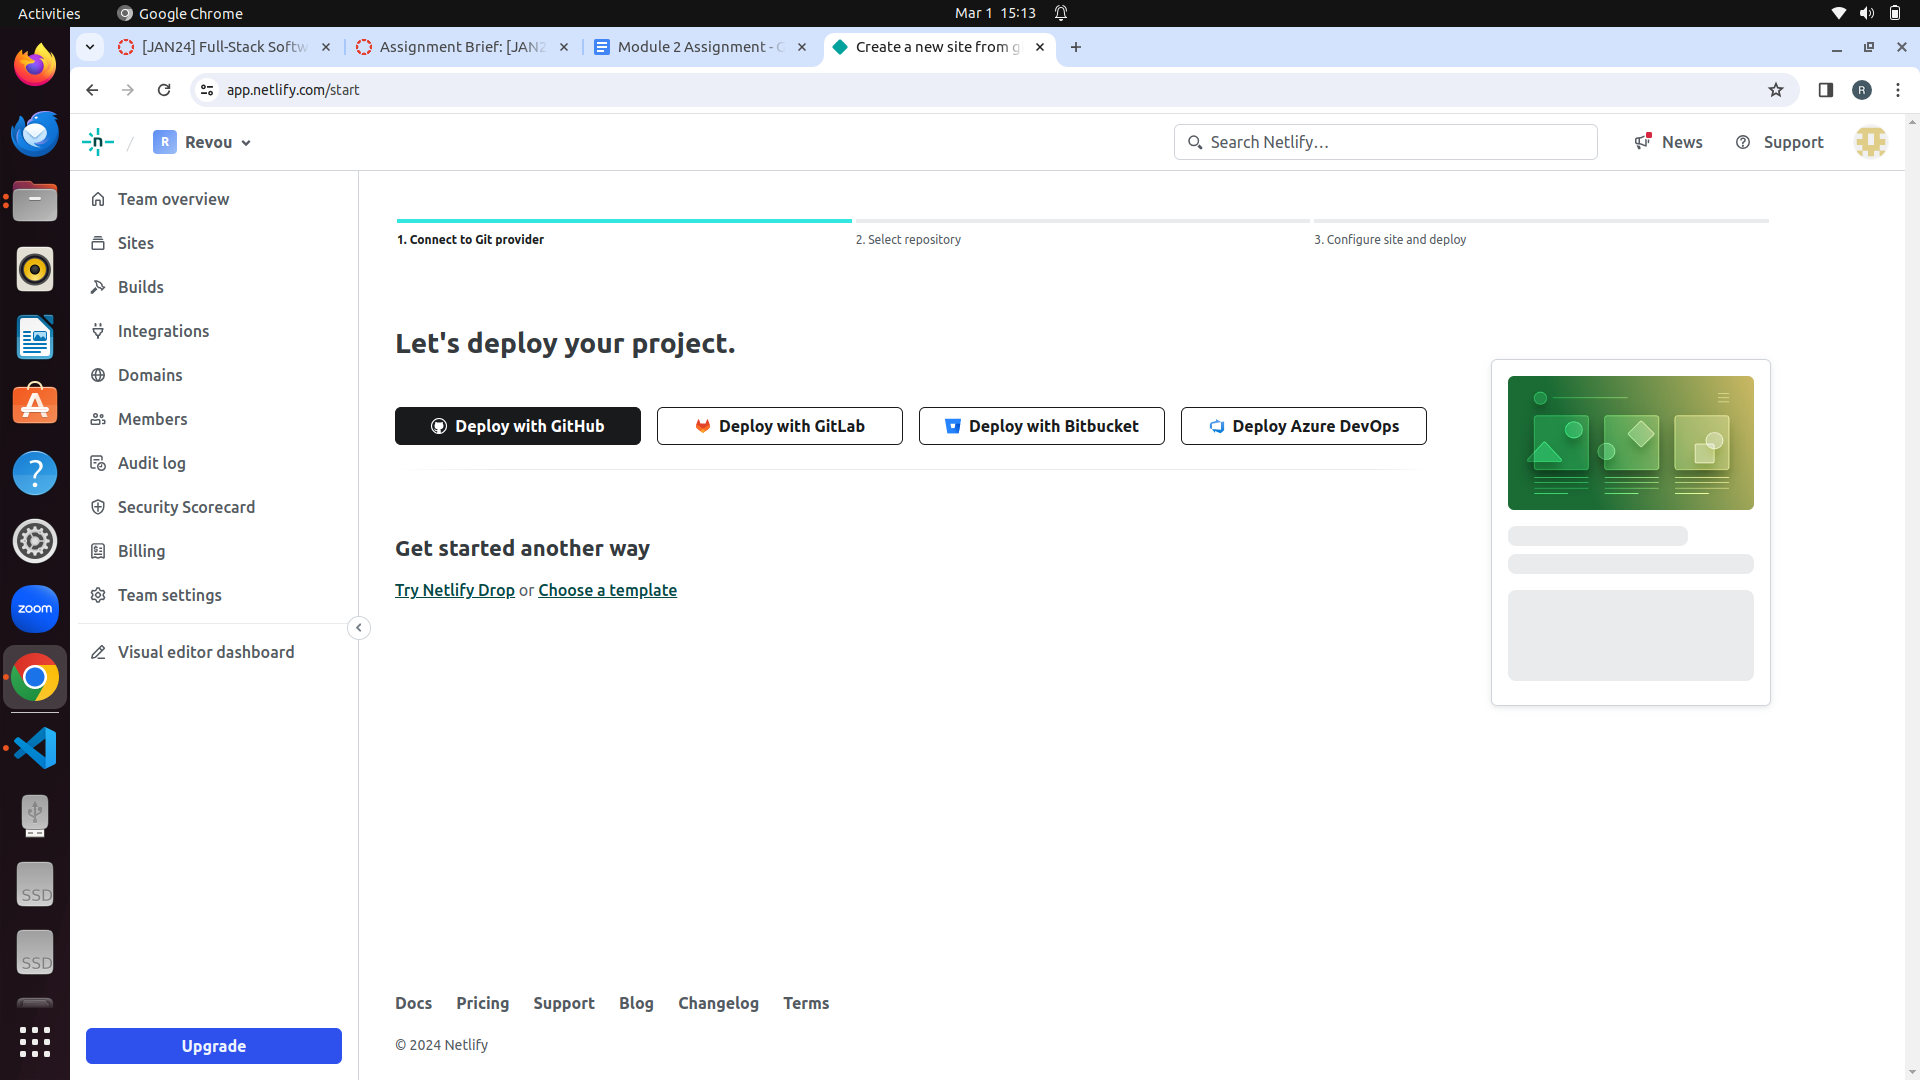 Activities
Google Chrome
Mar 1 15:13
[JAN24] Full-Stack Softw
Assignment Brief: [JAN2
Module 2 Assignment - G
Create a new site from g
app.netlify.com/start
R
n
/
R
Revou
Search Netlify…
News
Support
Team overview
Sites
Builds
Integrations
Domains
Members
Audit log
Security Scorecard
Billing
Team settings
Visual editor dashboard
Upgrade
1. Connect to Git provider
2. Select repository
3. Configure site and deploy
Let's deploy your project.
Deploy with GitHub
Deploy with GitLab
Deploy with Bitbucket
Deploy Azure DevOps
Get started another way
Try Netlify Drop or Choose a template
Docs
Pricing
Support
Blog
Changelog
Terms
© 2024 Netlify
zoom
SSD
SSD